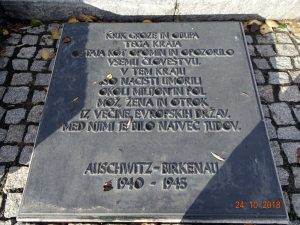 KRIK GROZE IN OBUPA
TEGA KRAJA
OSTAJA KOT OPOMIN IN OPOZORILO
VSEMU ČLOVEŠTVU.
V TEM KRAJU
SO NACISTI UMORILI
OKOLI MILIJON IN POL
MOŽ, ŽENA IN OTROK
IZ VEČINE EVROPSKIH DRŽAV.
MED NJIMI JE BILO NAJVEČ JUDOV.
AUSCHWITZ-BIRKENAU
1940 - 1945
24.10.2018